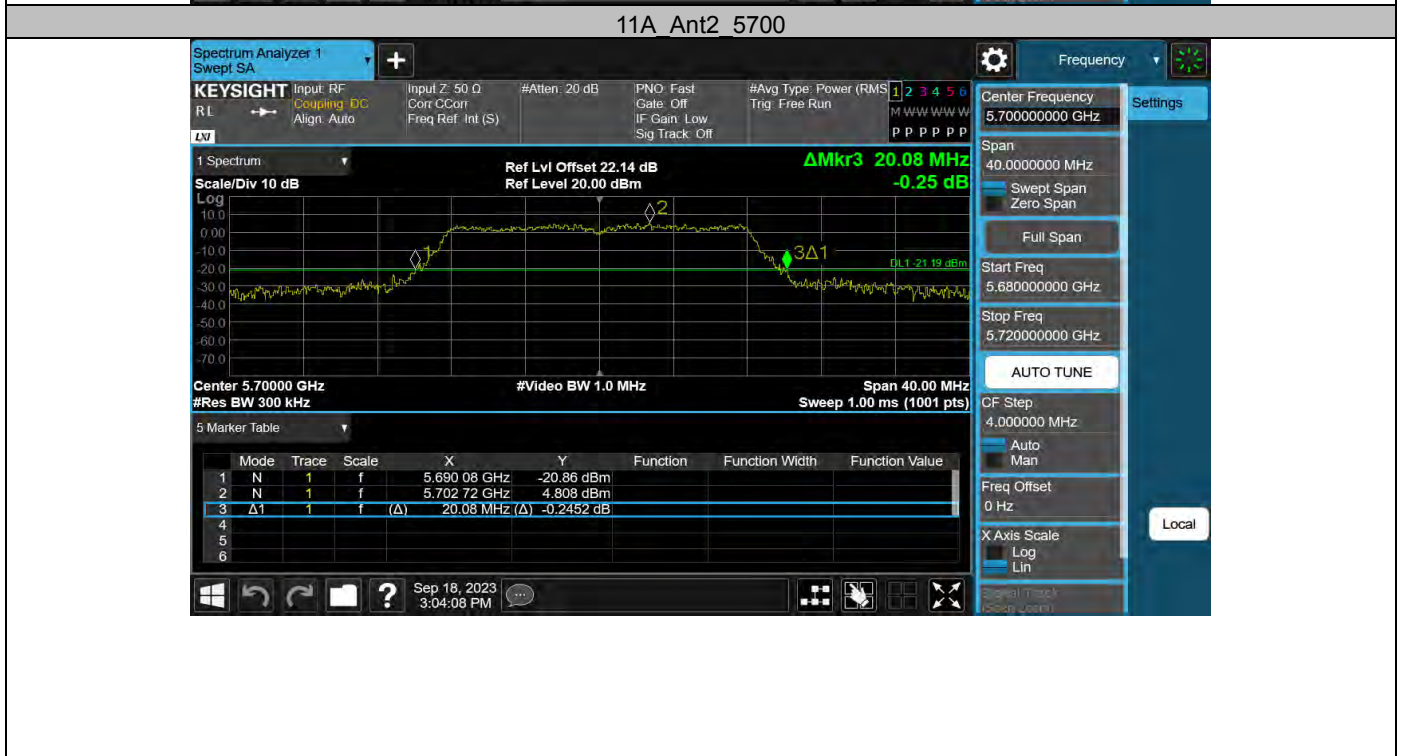 11A_Ant2_5700
Spectrum Analyzer 1
Swept SA
+
Frequency
KEYSIGHT
RL
LXI
Input: RF
Coupling: DC
Align: Auto
Input Z: 50 Ω
Corr CCorr
Freq Ref: Int (S)
#Atten: 20 dB
PNO: Fast
Gate: Off
IF Gain: Low
Sig Track: Off
#Avg Type: Power (RMS
Trig: Free Run
1 2 3 4 5 6
M W W W W W
P P P P P P
Center Frequency
5.700000000 GHz
Settings
1 Spectrum
Scale/Div 10 dB
Ref Lvl Offset 22.14 dB
Ref Level 20.00 dBm
ΔMkr3 20.08 MHz
-0.25 dB
Span
40.0000000 MHz
Swept Span
Zero Span
Full Span
Start Freq
5.680000000 GHz
Stop Freq
5.720000000 GHz
AUTO TUNE
CF Step
4.000000 MHz
Auto
Man
Freq Offset
0 Hz
X Axis Scale
Log
Lin
Signal Track
(Span Zoom)
Local
Log
10.0
0.00
-10.0
-20.0
-30.0
-40.0
-50.0
-60.0
-70.0
1
2
3Δ1
DL1 -21.19 dBm
Center 5.70000 GHz
#Video BW 1.0 MHz
Span 40.00 MHz
#Res BW 300 kHz
Sweep 1.00 ms (1001 pts)
5 Marker Table
Mode Trace Scale X Y Function Function Width Function Value
1 N 1 f 5.690 08 GHz -20.86 dBm
2 N 1 f 5.702 72 GHz 4.808 dBm
3 Δ1 1 f (Δ) 20.08 MHz (Δ) -0.2452 dB
4
5
6
?
Sep 18, 2023
3:04:08 PM